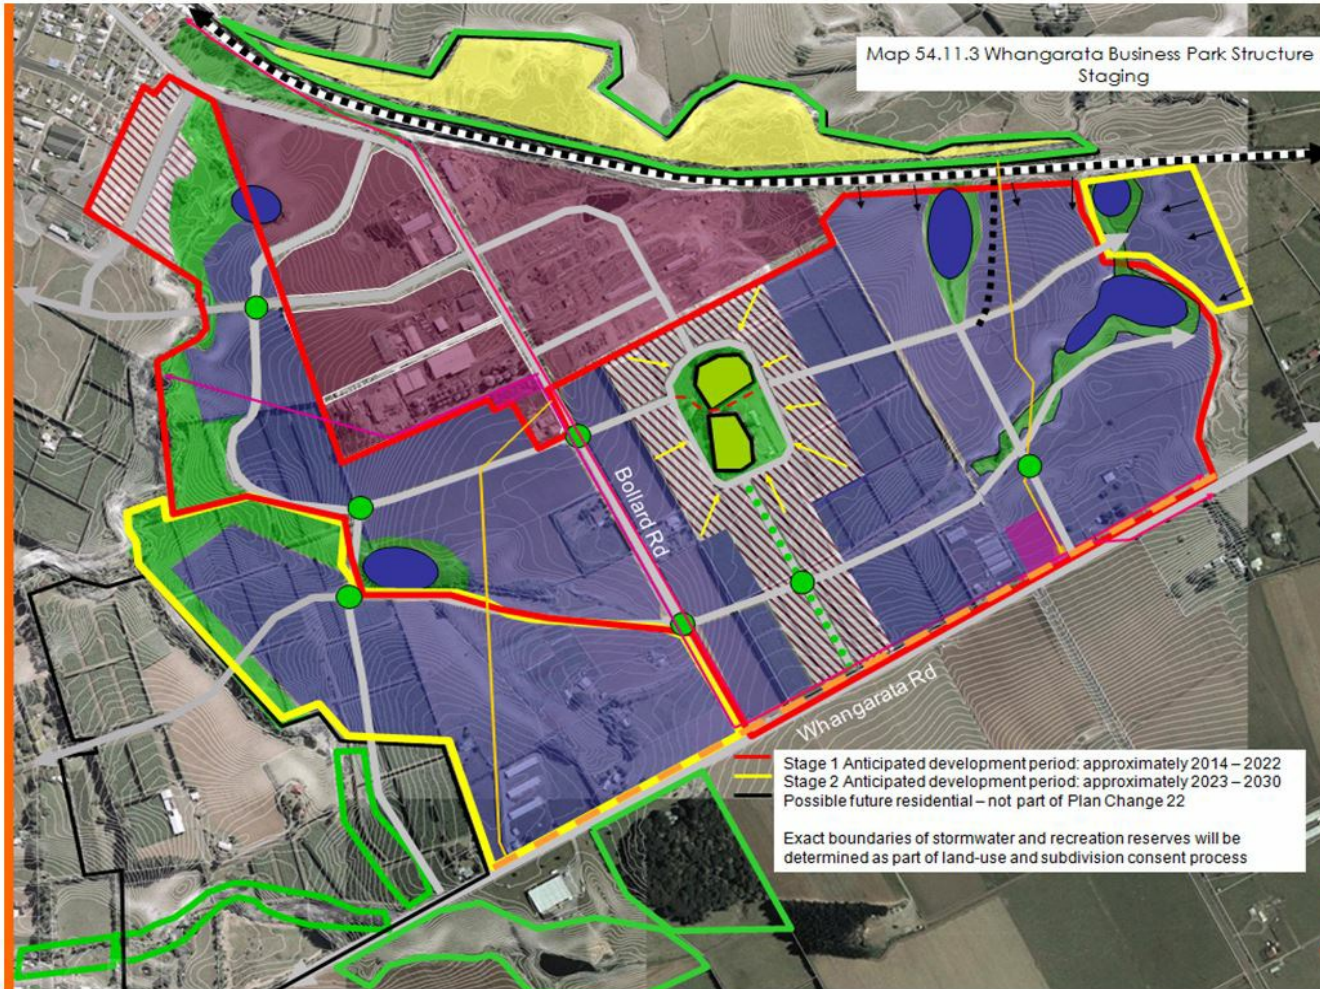 Map 54.11.3 Whangarata Business Park Structure
Staging
Bollard Rd
Whangarata Rd
Stage 1 Anticipated development period: approximately 2014 – 2022
Stage 2 Anticipated development period: approximately 2023 – 2030
Possible future residential – not part of Plan Change 22
Exact boundaries of stormwater and recreation reserves will be
determined as part of land-use and subdivision consent process